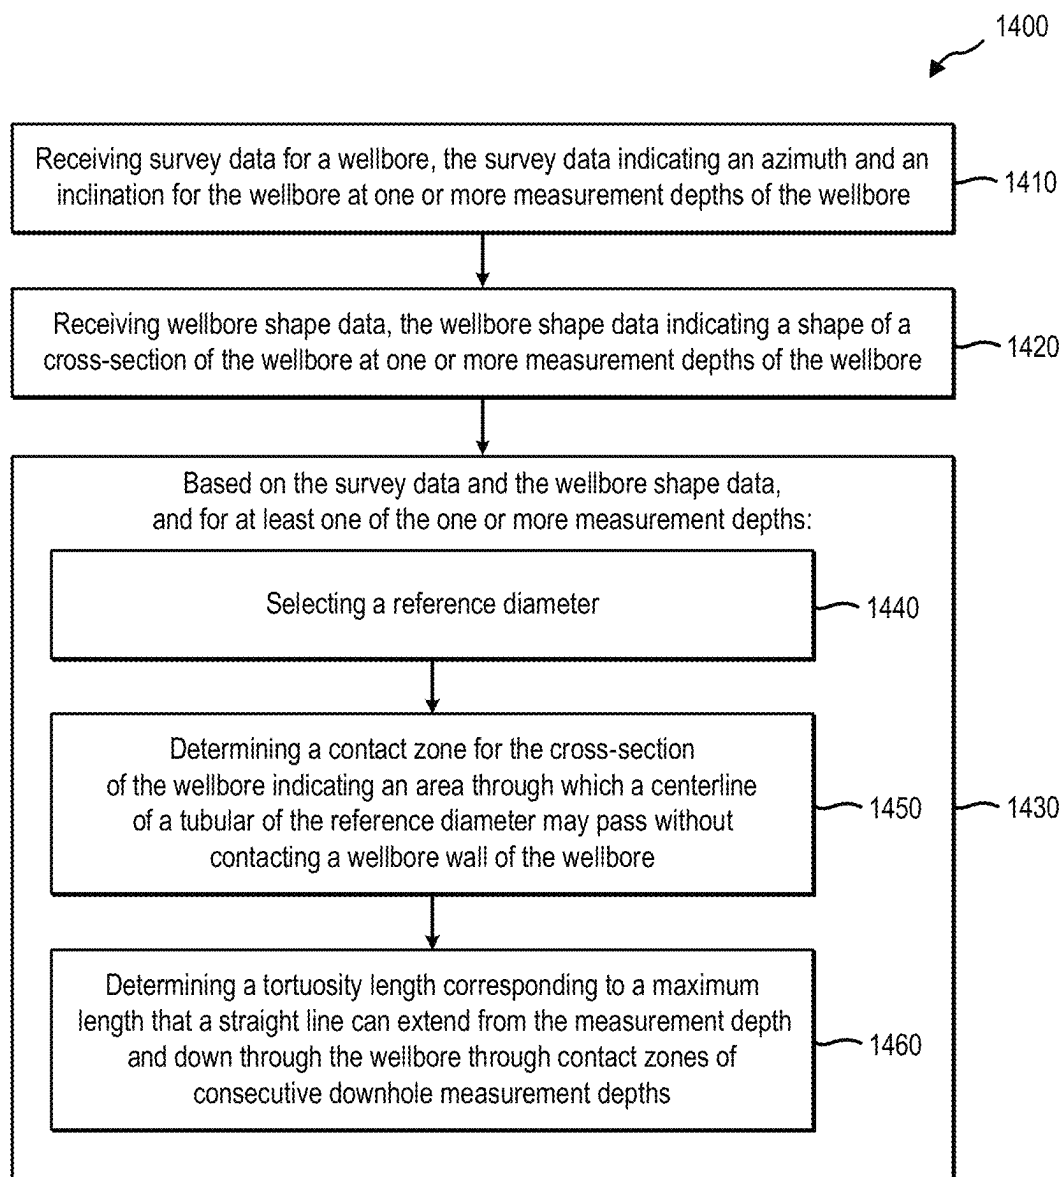 1400
Receiving survey data for a wellbore, the survey data indicating an azimuth and an
inclination for the wellbore at one or more measurement depths of the wellbore
1410
Receiving wellbore shape data, the wellbore shape data indicating a shape of a
cross-section of the wellbore at one or more measurement depths of the wellbore
1420
Based on the survey data and the wellbore shape data,
and for at least one of the one or more measurement depths:
Selecting a reference diameter
1440
Determining a contact zone for the cross-section
of the wellbore indicating an area through which a centerline
of a tubular of the reference diameter may pass without
contacting a wellbore wall of the wellbore
1450
1430
Determining a tortuosity length corresponding to a maximum
length that a straight line can extend from the measurement depth
and down through the wellbore through contact zones of
consecutive downhole measurement depths
1460